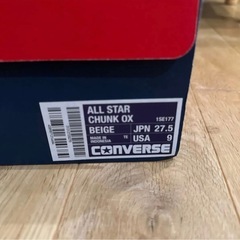 ALL STAR
CHUNK OX
1SE177
BEIGE
JPN 27.5
MADE IN INDONESIA
USA 9
CONVERSE